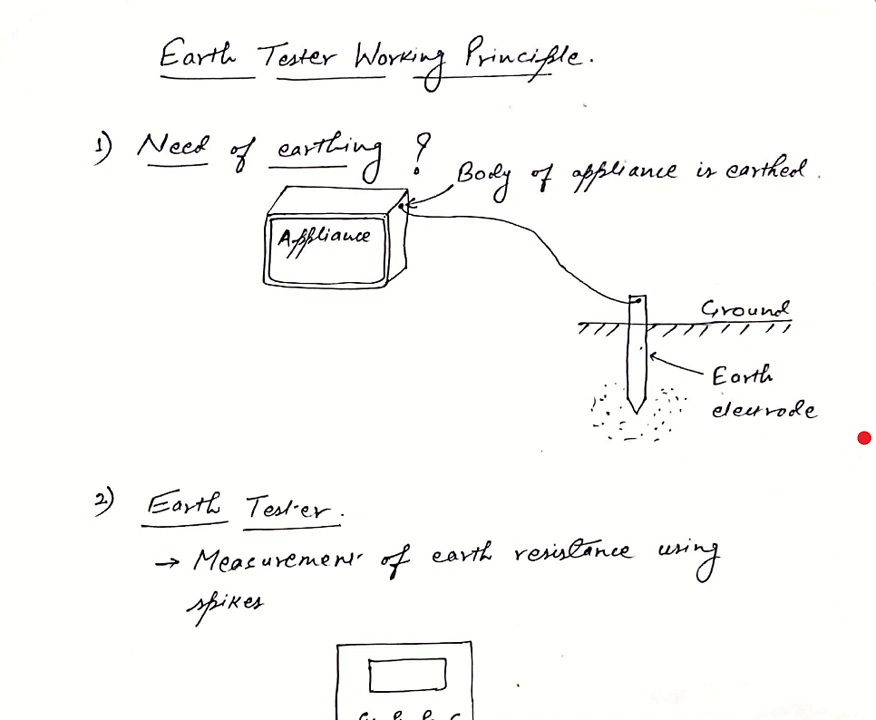 Earth Tester Working Principle.
1) Need of earthing ?
Body of appliance is earthed.
Appliance
Ground
Earth
electrode
2) Earth Tester.
→ Measurement of earth resistance using
spikes